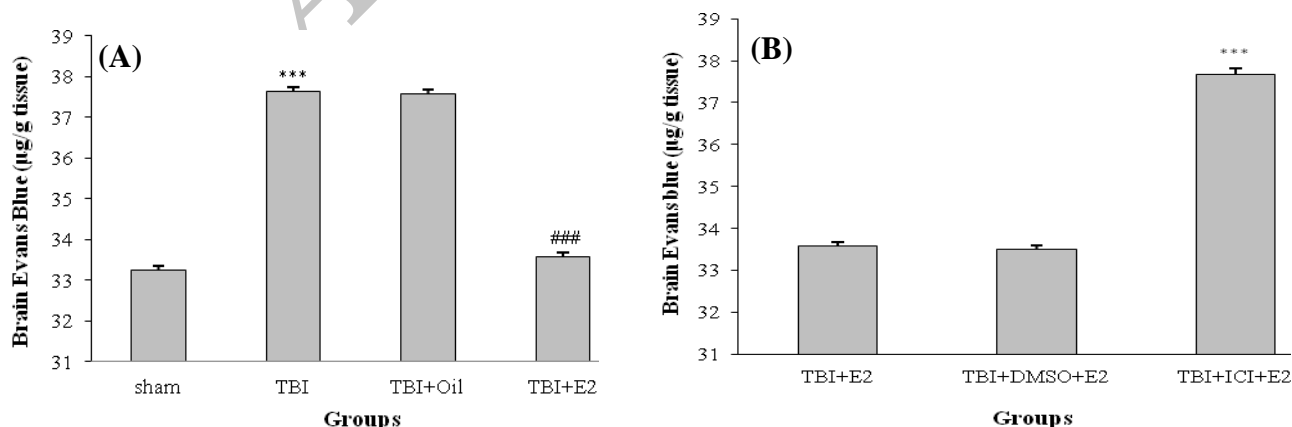 (A)
Brain Evans Blue (µg/g tissue)
39
38
37
36
35
34
33
32
31
***
###
sham TBI TBI+Oil TBI+E2
Groups
(B)
Brain Evans blue (µg/g tissue)
39
38
37
36
35
34
33
32
31
***
TBI+E2 TBI+DMSO+E2 TBI+ICI+E2
Groups